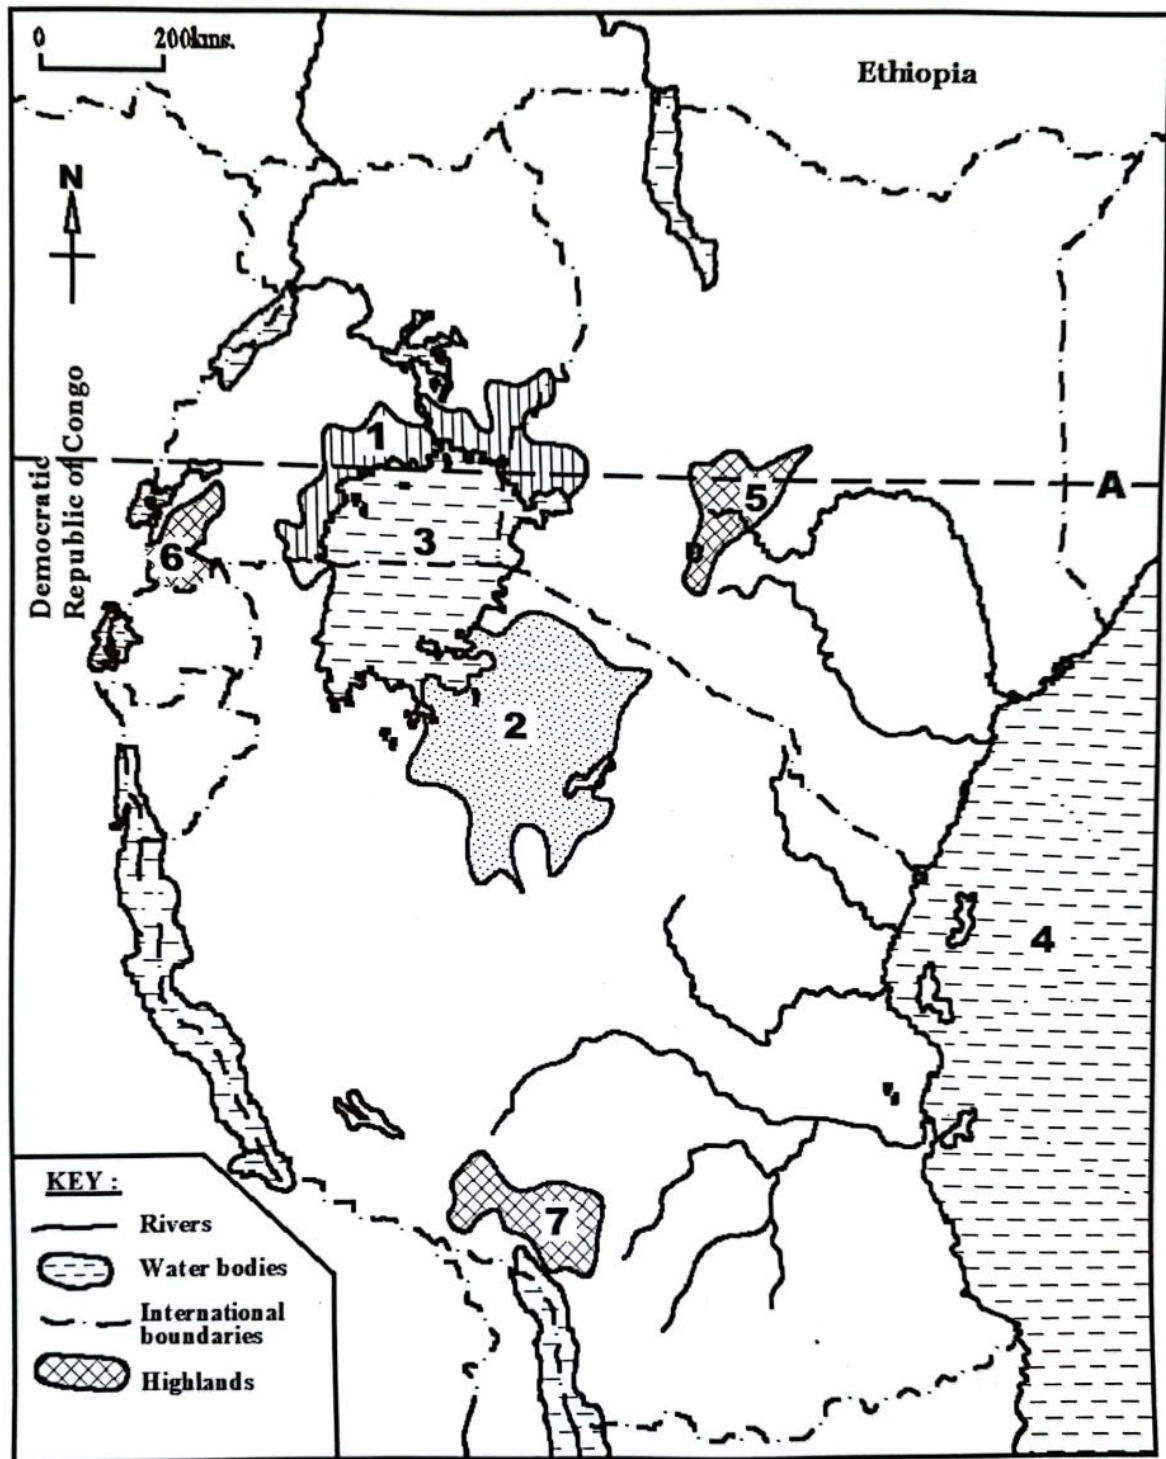 0 200kms.
Ethiopia
N
Democratic
Republic of Congo
1
A
5
3
6
2
4
7
KEY :
Rivers
Water bodies
International
boundaries
Highlands